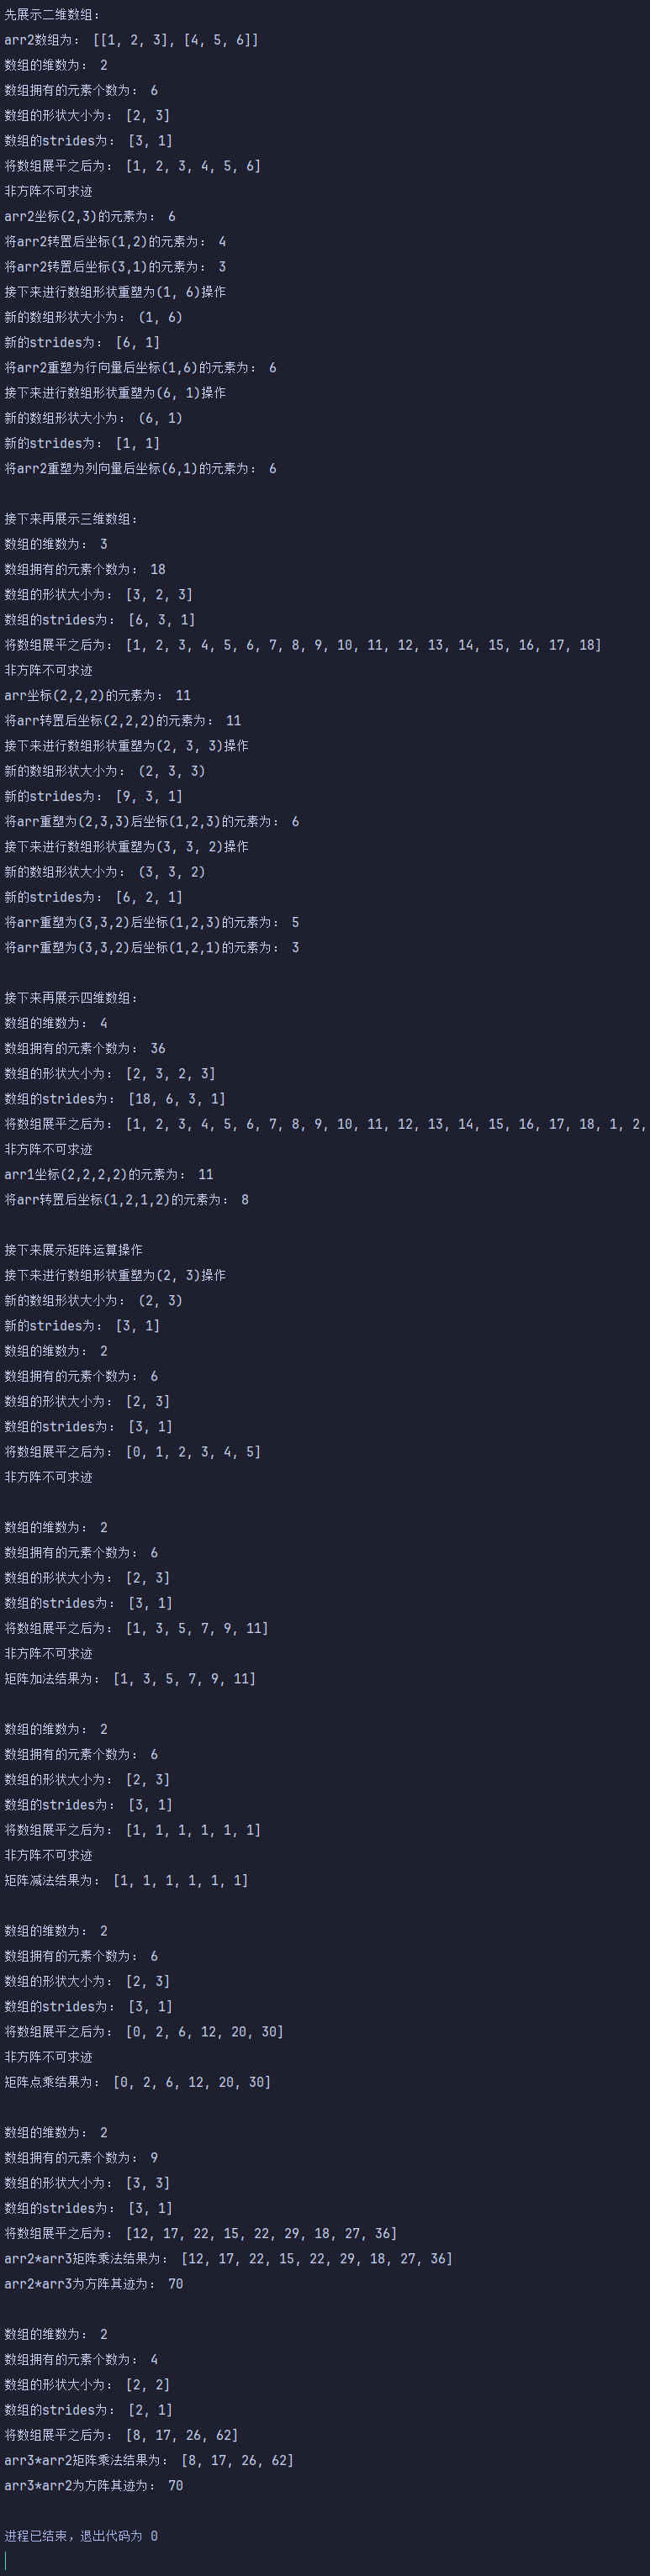 先展示二维数组:
arr2数组为: [[1, 2, 3], [4, 5, 6]]
数组的维数为: 2
数组拥有的元素个数为: 6
数组的形状大小为: [2, 3]
数组的strides为: [3, 1]
将数组展平之后为: [1, 2, 3, 4, 5, 6]
非方阵不可求迹
arr2坐标(2,3)的元素为: 6
将arr2转置后坐标(1,2)的元素为: 4
将arr2转置后坐标(3,1)的元素为: 3
接下来进行数组形状重塑为(1, 6)操作
新的数组形状大小为: (1, 6)
新的strides为: [6, 1]
将arr2重塑为行向量后坐标(1,6)的元素为: 6
接下来进行数组形状重塑为(6, 1)操作
新的数组形状大小为: (6, 1)
新的strides为: [1, 1]
将arr2重塑为列向量后坐标(6,1)的元素为: 6
接下来再展示三维数组:
数组的维数为: 3
数组拥有的元素个数为: 18
数组的形状大小为: [3, 2, 3]
数组的strides为: [6, 3, 1]
将数组展平之后为: [1, 2, 3, 4, 5, 6, 7, 8, 9, 10, 11, 12, 13, 14, 15, 16, 17, 18]
非方阵不可求迹
arr坐标(2,2,2)的元素为: 11
将arr转置后坐标(2,2,2)的元素为: 11
接下来进行数组形状重塑为(2, 3, 3)操作
新的数组形状大小为: (2, 3, 3)
新的strides为: [9, 3, 1]
将arr重塑为(2,3,3)后坐标(1,2,3)的元素为: 6
接下来进行数组形状重塑为(3, 3, 2)操作
新的数组形状大小为: (3, 3, 2)
新的strides为: [6, 2, 1]
将arr重塑为(3,3,2)后坐标(1,2,3)的元素为: 5
将arr重塑为(3,3,2)后坐标(1,2,1)的元素为: 3
接下来再展示四维数组:
数组的维数为: 4
数组拥有的元素个数为: 36
数组的形状大小为: [2, 3, 2, 3]
数组的strides为: [18, 6, 3, 1]
将数组展平之后为: [1, 2, 3, 4, 5, 6, 7, 8, 9, 10, 11, 12, 13, 14, 15, 16, 17, 18, 1, 2,
非方阵不可求迹
arr1坐标(2,2,2,2)的元素为: 11
将arr转置后坐标(1,2,1,2)的元素为: 8
接下来展示矩阵运算操作
接下来进行数组形状重塑为(2, 3)操作
新的数组形状大小为: (2, 3)
新的strides为: [3, 1]
数组的维数为: 2
数组拥有的元素个数为: 6
数组的形状大小为: [2, 3]
数组的strides为: [3, 1]
将数组展平之后为: [0, 1, 2, 3, 4, 5]
非方阵不可求迹
数组的维数为: 2
数组拥有的元素个数为: 6
数组的形状大小为: [2, 3]
数组的strides为: [3, 1]
将数组展平之后为: [1, 3, 5, 7, 9, 11]
非方阵不可求迹
矩阵加法结果为: [1, 3, 5, 7, 9, 11]
数组的维数为: 2
数组拥有的元素个数为: 6
数组的形状大小为: [2, 3]
数组的strides为: [3, 1]
将数组展平之后为: [1, 1, 1, 1, 1, 1]
非方阵不可求迹
矩阵减法结果为: [1, 1, 1, 1, 1, 1]
数组的维数为: 2
数组拥有的元素个数为: 6
数组的形状大小为: [2, 3]
数组的strides为: [3, 1]
将数组展平之后为: [0, 2, 6, 12, 20, 30]
非方阵不可求迹
矩阵点乘结果为: [0, 2, 6, 12, 20, 30]
数组的维数为: 2
数组拥有的元素个数为: 9
数组的形状大小为: [3, 3]
数组的strides为: [3, 1]
将数组展平之后为: [12, 17, 22, 15, 22, 29, 18, 27, 36]
arr2*arr3矩阵乘法结果为: [12, 17, 22, 15, 22, 29, 18, 27, 36]
arr2*arr3为方阵其迹为: 70
数组的维数为: 2
数组拥有的元素个数为: 4
数组的形状大小为: [2, 2]
数组的strides为: [2, 1]
将数组展平之后为: [8, 17, 26, 62]
arr3*arr2矩阵乘法结果为: [8, 17, 26, 62]
arr3*arr2为方阵其迹为: 70
进程已结束，退出代码为 0